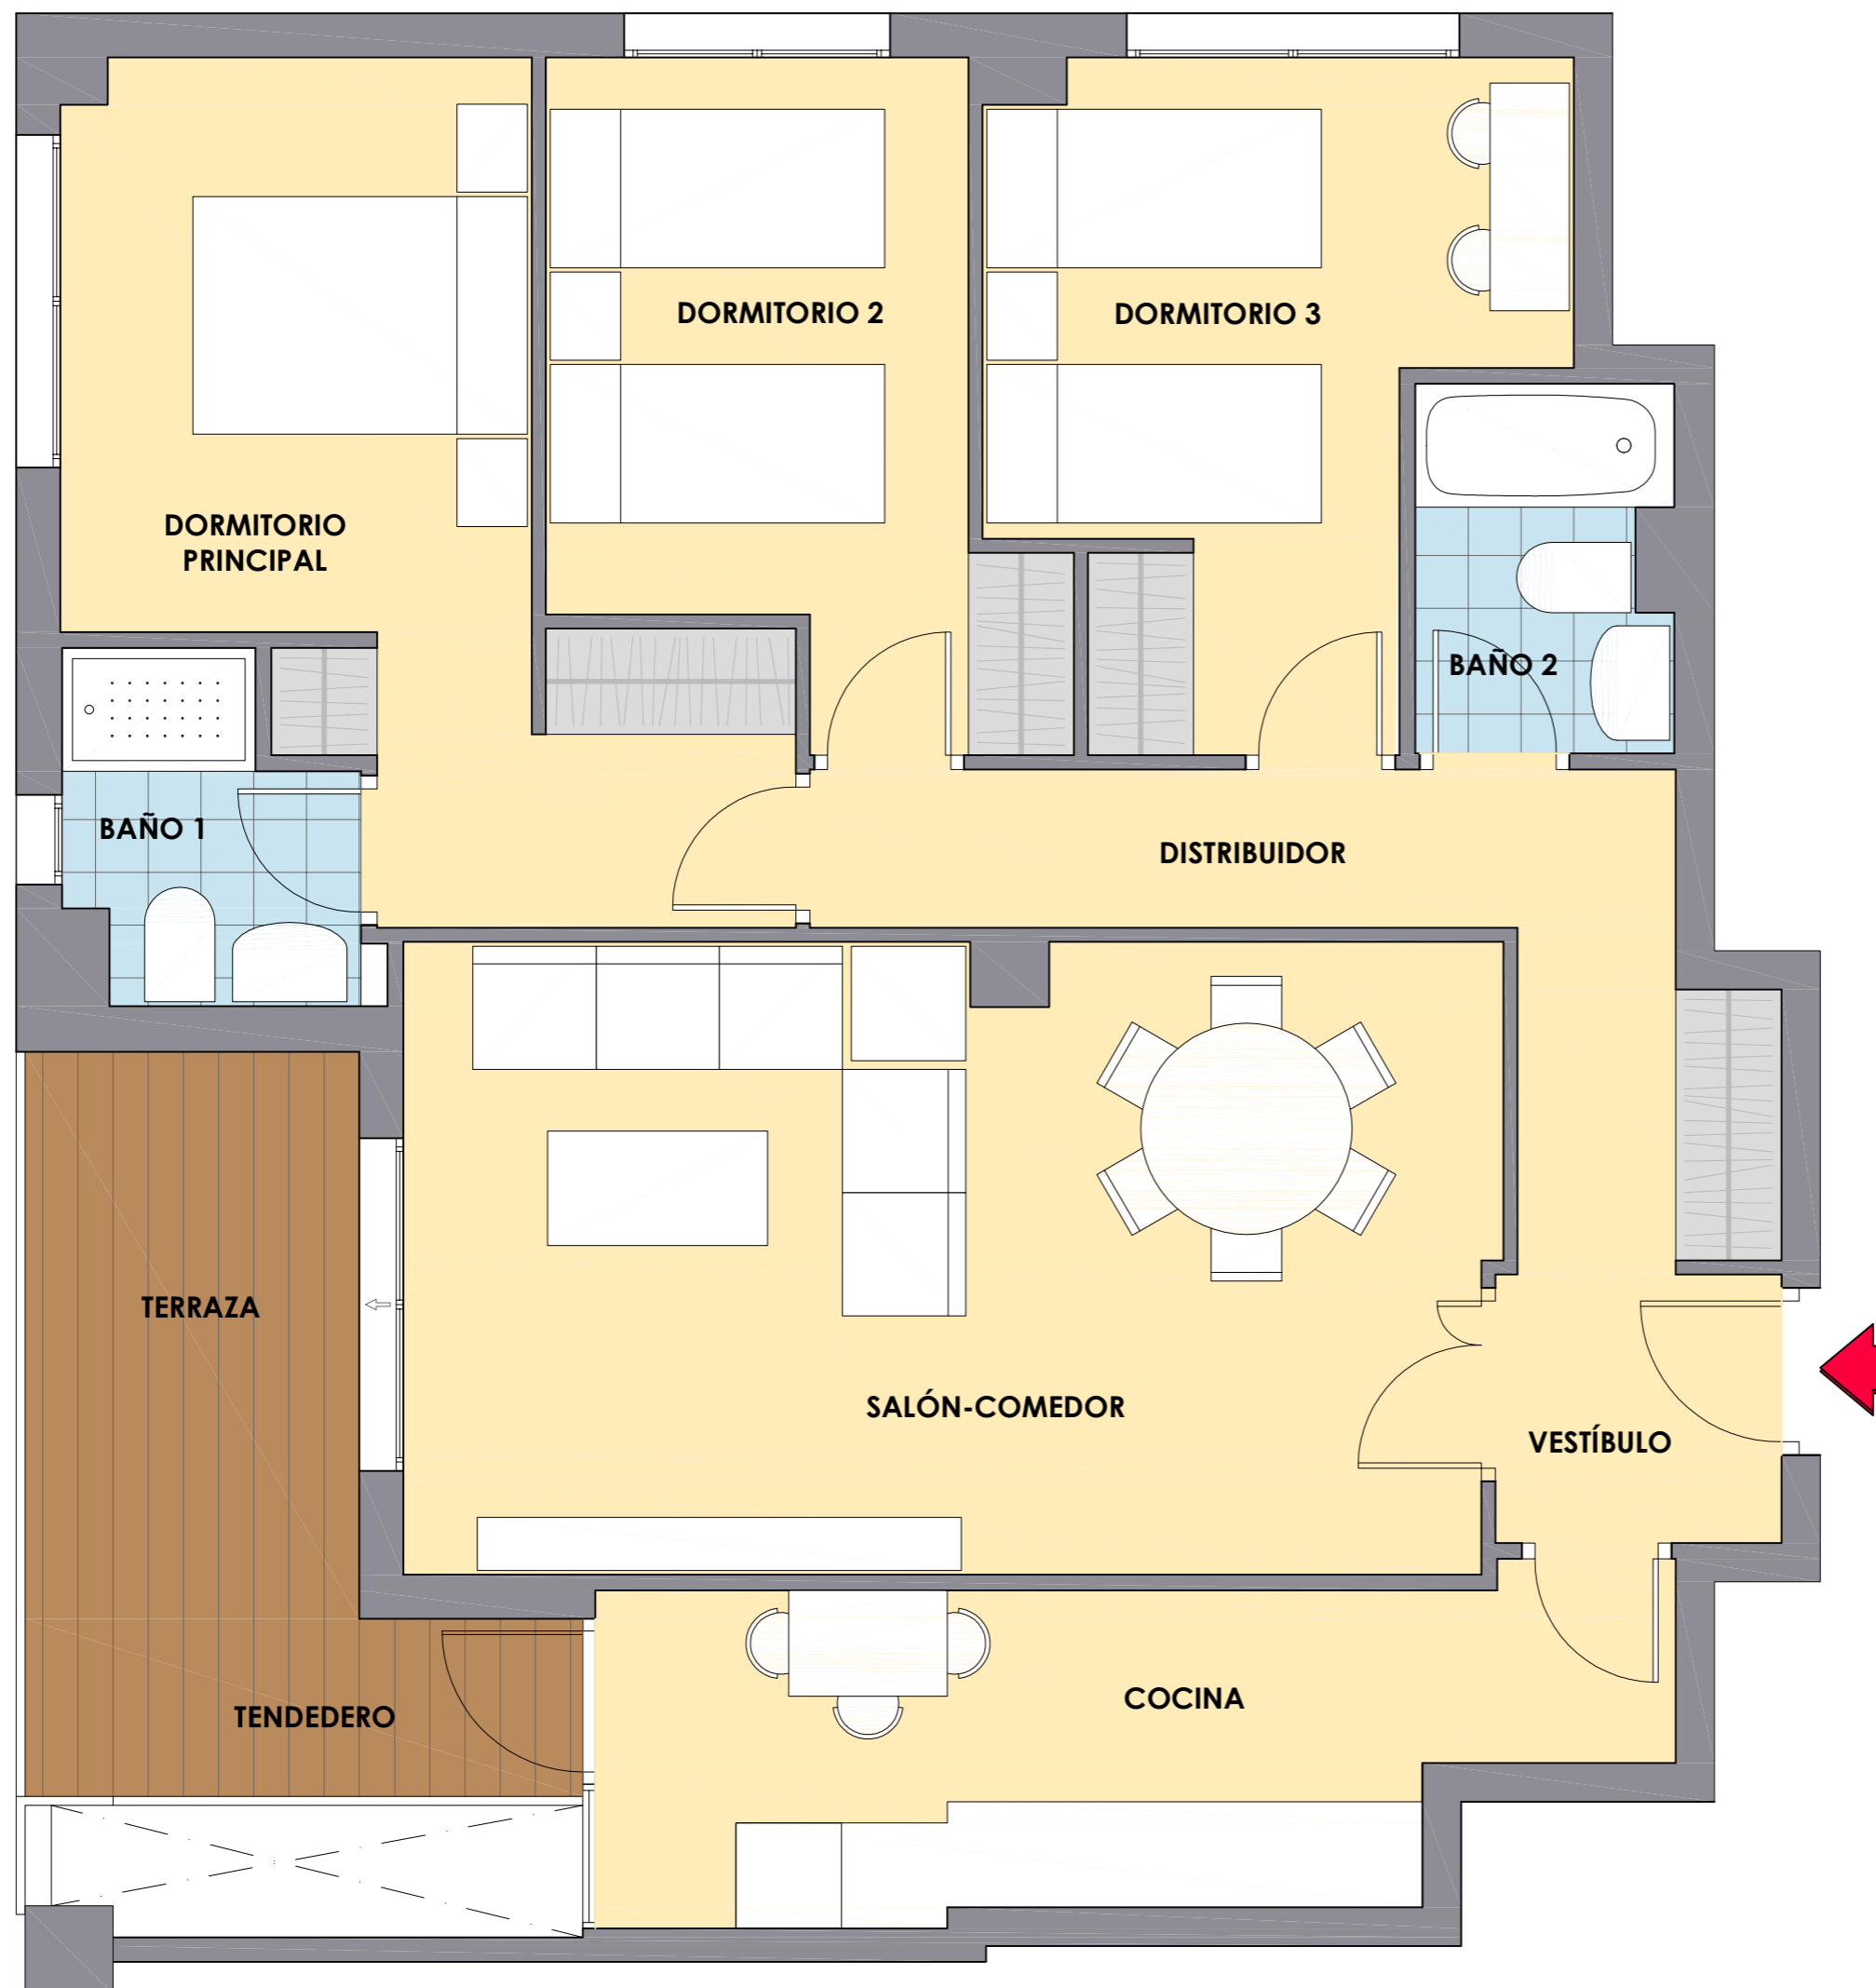 DORMITORIO 2
DORMITORIO 3
DORMITORIO
PRINCIPAL
BAÑO 2
BAÑO 1
DISTRIBUIDOR
TERRAZA
SALÓN-COMEDOR
VESTÍBULO
COCINA
TENDEDERO